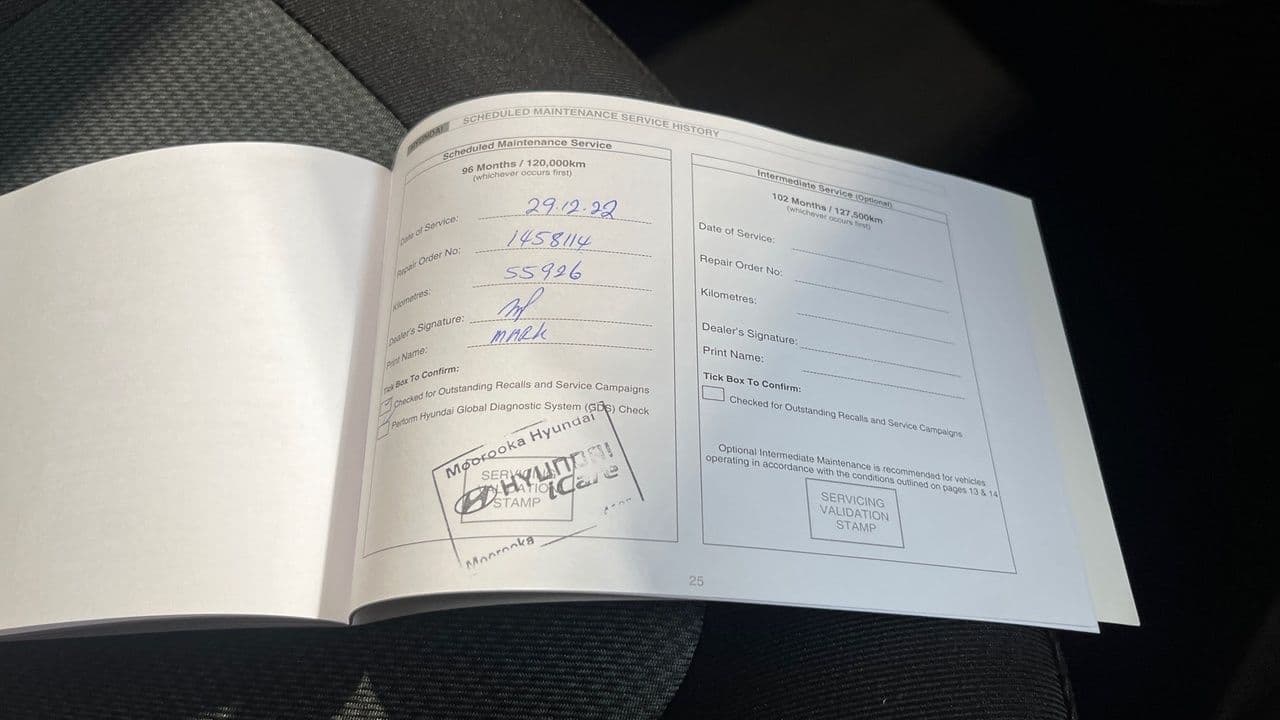 HYUNDAI SCHEDULED MAINTENANCE SERVICE HISTORY
Scheduled Maintenance Service
96 Months / 120,000km
(whichever occurs first)
Date of Service: 29.12.22
Repair Order No: 1458114
Kilometres: 55926
Dealer's Signature:
Print Name: MARK
Tick Box To Confirm:
Checked for Outstanding Recalls and Service Campaigns
Perform Hyundai Global Diagnostic System (GDS) Check
Moorooka Hyundai
SERVICING
VALIDATION
STAMP
HYUNDAI
iCare
Moorooka
Intermediate Service (Optional)
102 Months / 127,500km
(whichever occurs first)
Date of Service:
Repair Order No:
Kilometres:
Dealer's Signature:
Print Name:
Tick Box To Confirm:
Checked for Outstanding Recalls and Service Campaigns
Optional Intermediate Maintenance is recommended for vehicles
operating in accordance with the conditions outlined on pages 13 & 14
SERVICING
VALIDATION
STAMP
25